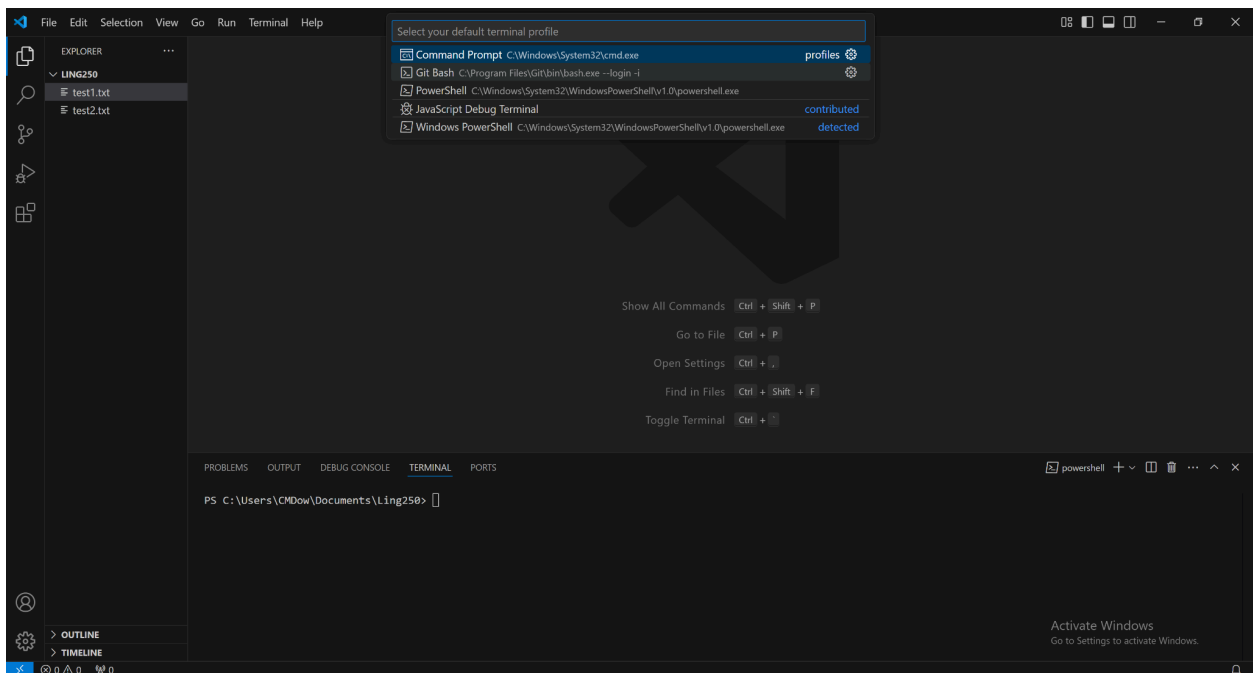 File Edit Selection View Go Run Terminal Help
Select your default terminal profile
Command Prompt C:\Windows\System32\cmd.exe profiles
Git Bash C:\Program Files\Git\bin\bash.exe --login -i
PowerShell C:\Windows\System32\WindowsPowerShell\v1.0\powershell.exe
JavaScript Debug Terminal contributed
Windows PowerShell C:\Windows\System32\WindowsPowerShell\v1.0\powershell.exe detected
EXPLORER ...
LING250
test1.txt
test2.txt
Show All Commands Ctrl + Shift + P
Go to File Ctrl + P
Open Settings Ctrl + ,
Find in Files Ctrl + Shift + F
Toggle Terminal Ctrl + `
PROBLEMS OUTPUT DEBUG CONSOLE TERMINAL PORTS
powershell
PS C:\Users\CMDow\Documents\Ling250>
OUTLINE
TIMELINE
Activate Windows
Go to Settings to activate Windows.
0 0 0